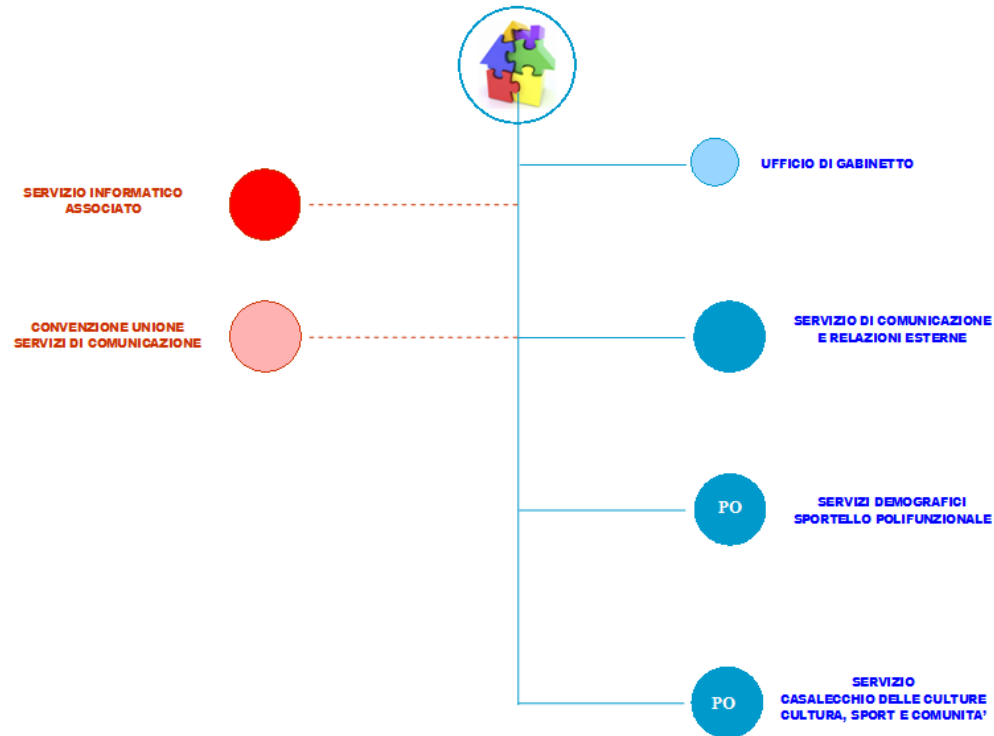 UFFICIO DI GABINETTO
SERVIZIO INFORMATICO
ASSOCIATO
CONVENZIONE UNIONE
SERVIZI DI COMUNICAZIONE
SERVIZIO DI COMUNICAZIONE
E RELAZIONI ESTERNE
PO
SERVIZI DEMOGRAFICI
SPORTELLO POLIFUNZIONALE
PO
SERVIZIO
CASALECCHIO DELLE CULTURE
CULTURA, SPORT E COMUNITA'